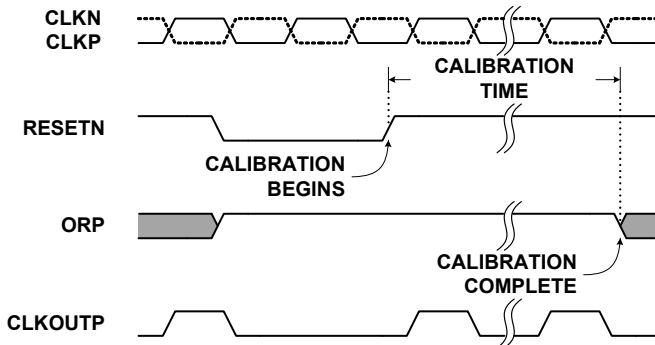 CLKN
CLKP
CALIBRATION
TIME
RESETN
CALIBRATION
BEGINS
ORP
CALIBRATION
COMPLETE
CLKOUTP